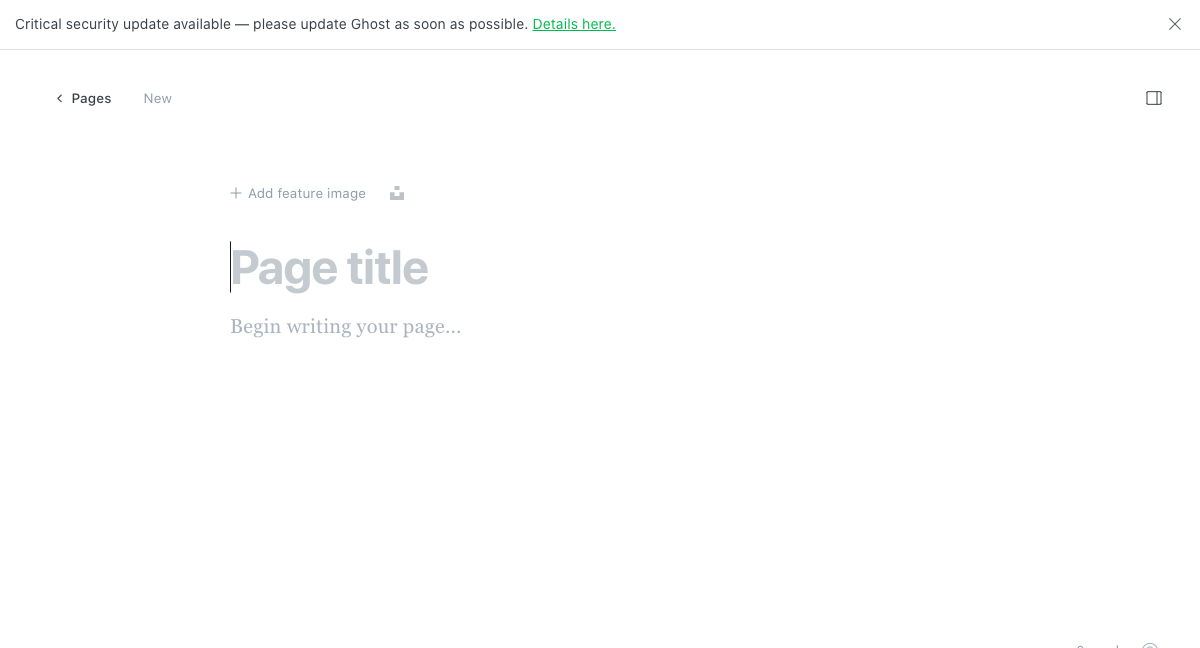 Critical security update available — please update Ghost as soon as possible. Details here.
Pages New
Add feature image
Page title
Begin writing your page...